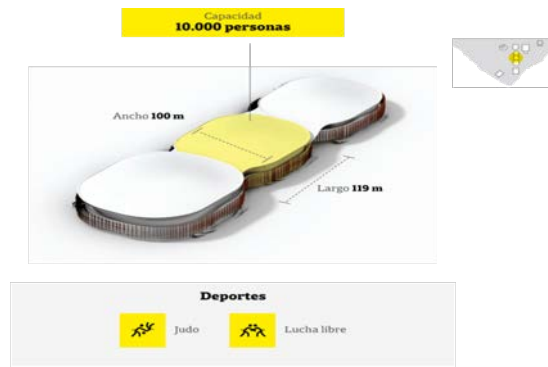 Capacidad
10.000 personas
Ancho 100 m
Largo 119 m
Deportes
Judo
Lucha libre